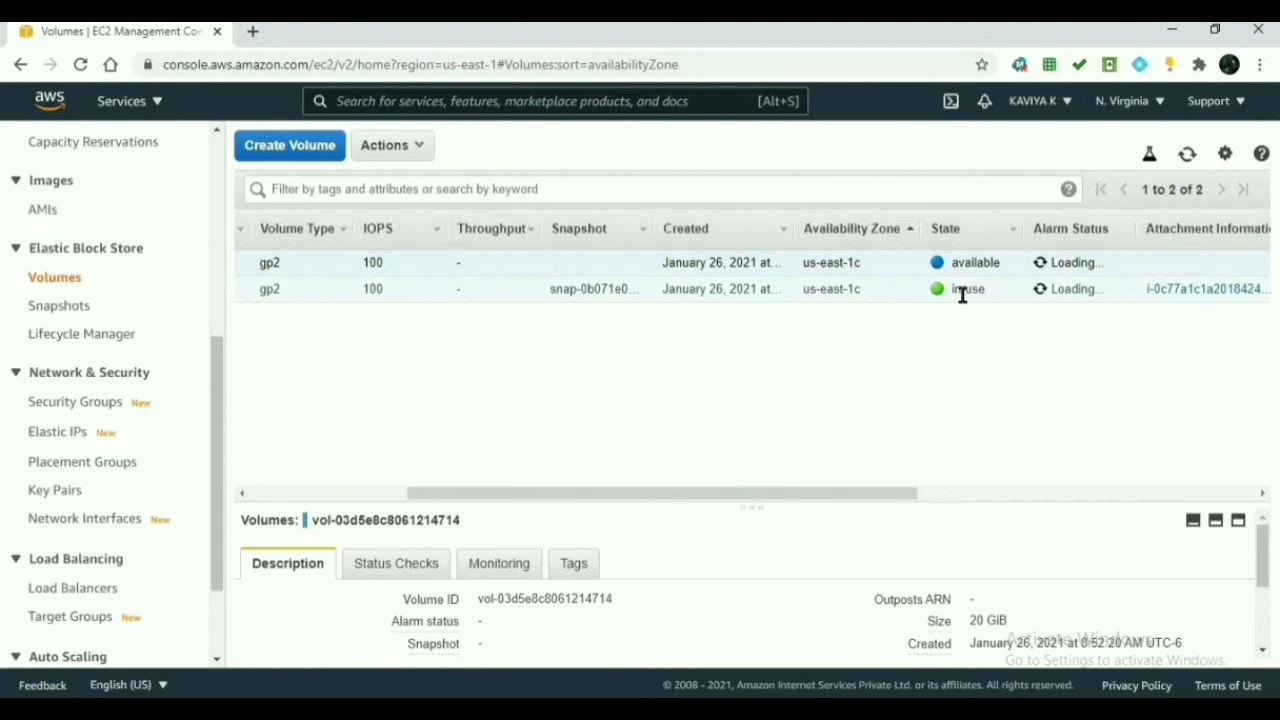 Volumes | EC2 Management Con
console.aws.amazon.com/ec2/v2/home?region=us-east-1#Volumes:sort=availabilityZone
aws Services Search for services, features, marketplace products, and docs [Alt+S] KAVIYA K N. Virginia Support
Capacity Reservations
Images
AMIs
Elastic Block Store
Volumes
Snapshots
Lifecycle Manager
Network & Security
Security Groups New
Elastic IPs New
Placement Groups
Key Pairs
Network Interfaces New
Load Balancing
Load Balancers
Target Groups New
Auto Scaling
Create Volume Actions
Filter by tags and attributes or search by keyword 1 to 2 of 2
Volume Type IOPS Throughput Snapshot Created Availability Zone State Alarm Status Attachment Informati
gp2 100 - January 26, 2021 at... us-east-1c available Loading...
gp2 100 - snap-0b071e0... January 26, 2021 at... us-east-1c in-use Loading... i-0c77a1c1a2018424...
Volumes: vol-03d5e8c8061214714
Description Status Checks Monitoring Tags
Volume ID vol-03d5e8c8061214714 Outposts ARN -
Alarm status - Size 20 GiB
Snapshot - Created January 26, 2021 at 8:52:20 AM UTC-6
Activate Windows
Go to Settings to activate Windows.
Feedback English (US) © 2008 - 2021, Amazon Internet Services Private Ltd. or its affiliates. All rights reserved. Privacy Policy Terms of Use